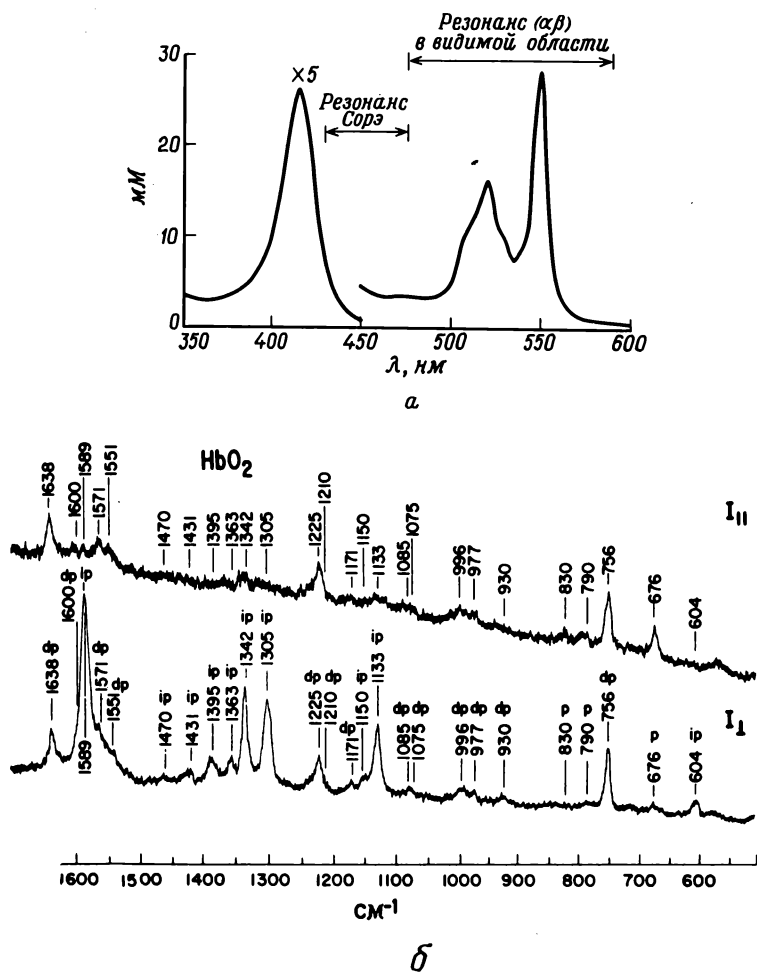 Резонанс (αβ)
в видимой области
×5
Резонанс
Сорэ
мМ
30
20
10
0
350 400 450 500 550 600
λ, нм
а
HbO₂
I||
1638 1600 1589 1571 1551 1470 1431 1395 1363 1342 1305 1225 1210 1171 1150 1133 1085 1075 996 977 930 830 790 756 676 604
I⊥
1638 dp 1600 dp 1589 ip 1571 dp 1551 dp 1470 ip 1431 ip 1395 ip 1363 ip 1342 ip 1305 ip 1225 dp 1210 dp 1171 dp 1150 ip 1133 ip 1085 dp 1075 dp 996 dp 977 dp 930 dp 830 p 790 p 756 dp 676 p 604 ip
1600 1500 1400 1300 1200 1100 1000 900 800 700 600
СМ⁻¹
б